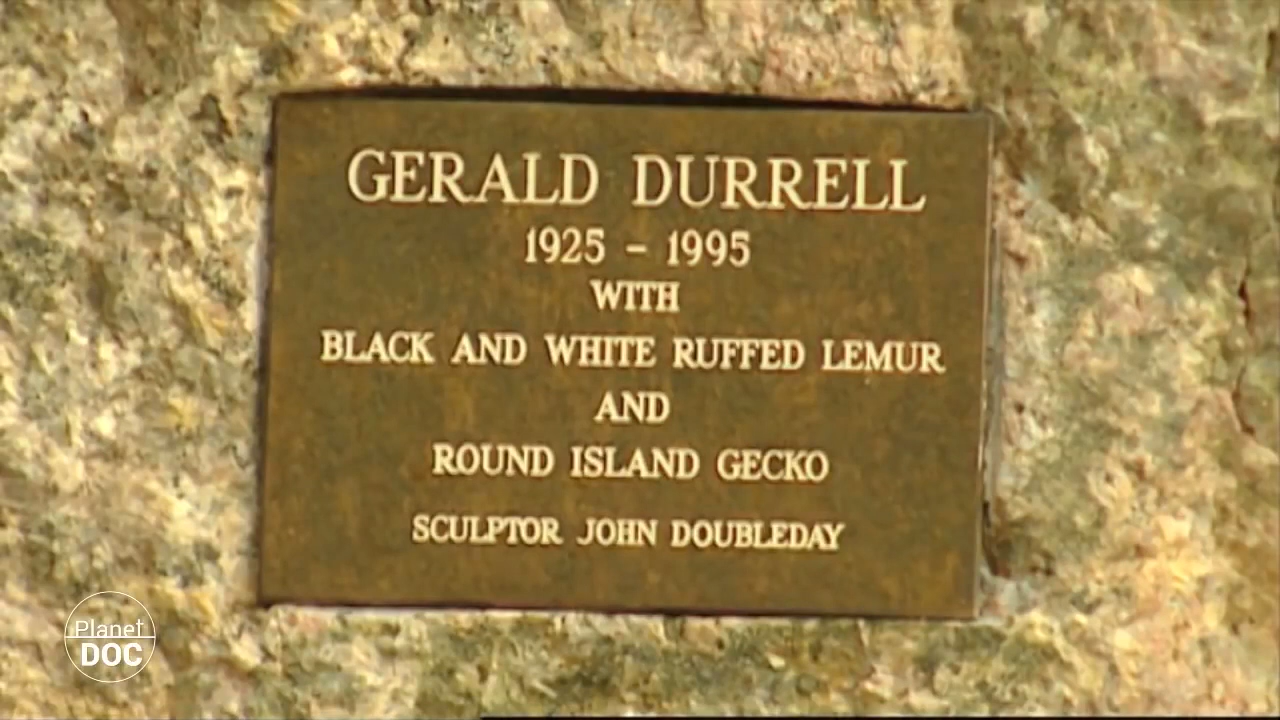 GERALD DURRELL
1925 - 1995
WITH
BLACK AND WHITE RUFFED LEMUR
AND
ROUND ISLAND GECKO
SCULPTOR JOHN DOUBLEDAY
Planet
DOC